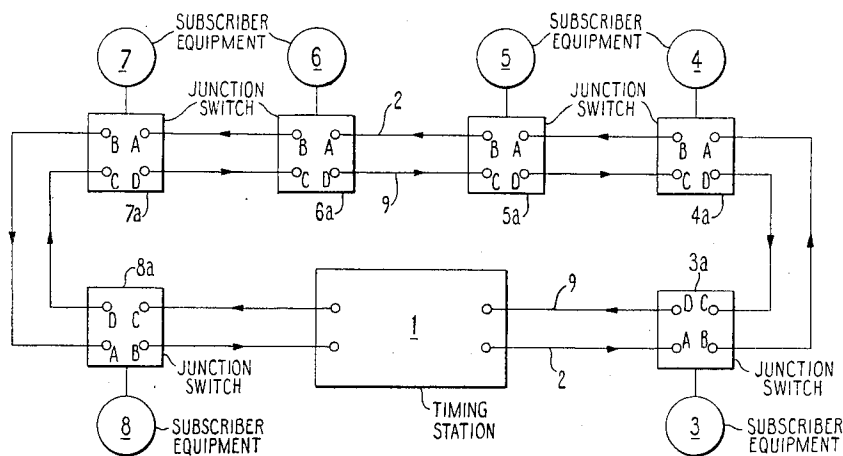 SUBSCRIBER
EQUIPMENT
SUBSCRIBER
EQUIPMENT
7
6
5
4
JUNCTION
SWITCH
JUNCTION
SWITCH
2
B A
B A
B A
B A
C D
C D
C D
C D
7a
6a
9
5a
4a
8a
3a
D C
1
9
D C
A B
2
A B
JUNCTION
SWITCH
JUNCTION
SWITCH
TIMING
STATION
8
SUBSCRIBER
EQUIPMENT
3
SUBSCRIBER
EQUIPMENT